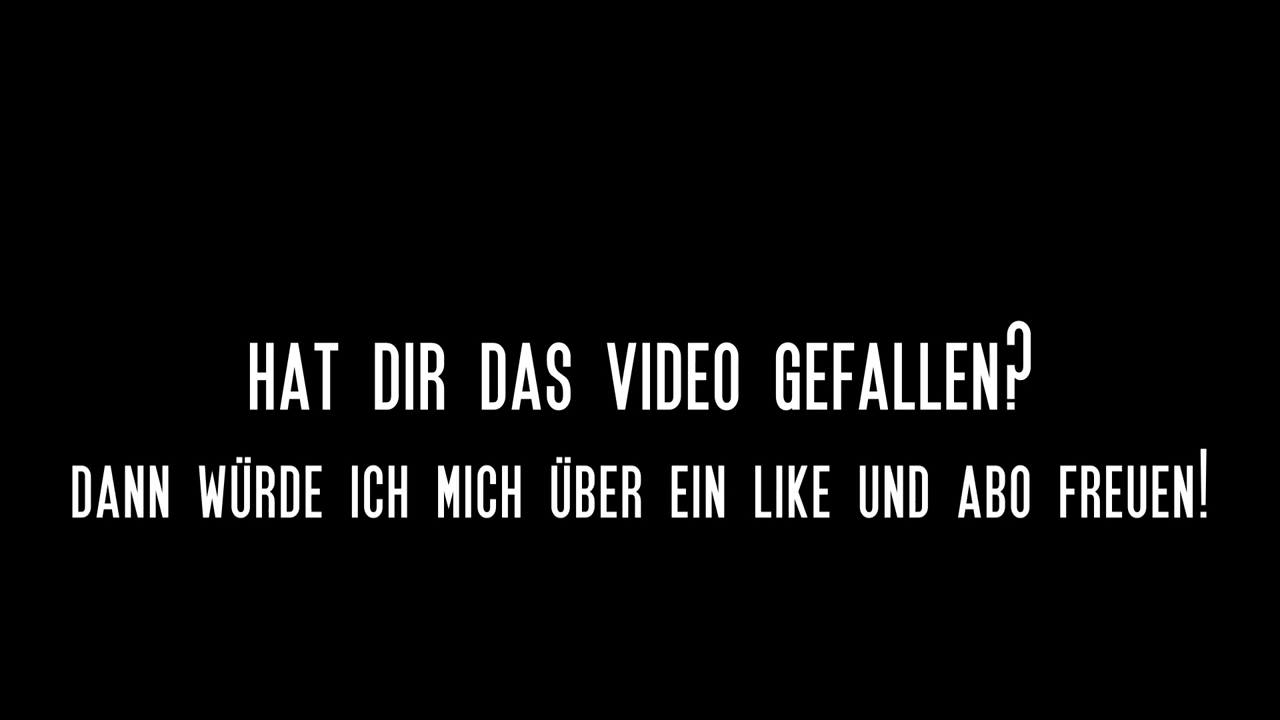 HAT DIR DAS VIDEO GEFALLEN?
DANN WÜRDE ICH MICH ÜBER EIN LIKE UND ABO FREUEN!